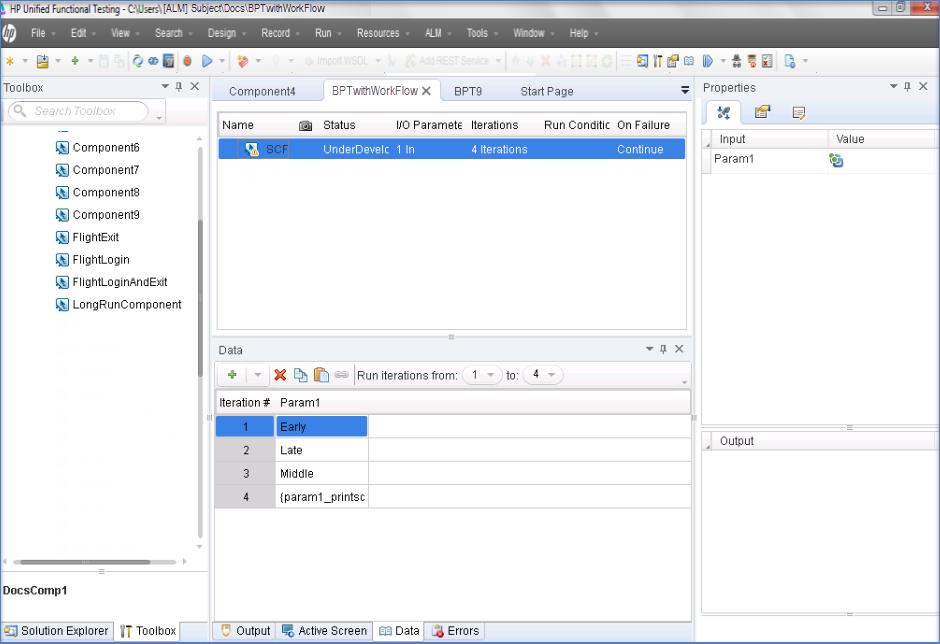 HP Unified Functional Testing - C:\Users\ [ALM] Subject\Docs\BPTwithWorkFlow
hp File Edit View Search Design Record Run Resources ALM Tools Window Help
Import WSDL Add REST Service
Toolbox
Search Toolbox
Component6
Component7
Component8
Component9
FlightExit
FlightLogin
FlightLoginAndExit
LongRunComponent
DocsComp1
Solution Explorer Toolbox
Component4 BPTwithWorkFlow BPT9 Start Page
Name Status I/O Paramete Iterations Run Conditic On Failure
SCF UnderDevelc 1 In 4 Iterations Continue
Data
Run iterations from: 1 to: 4
Iteration # Param1
1 Early
2 Late
3 Middle
4 {param1_printsc
Output Active Screen Data Errors
Properties
Input Value
Param1
Output